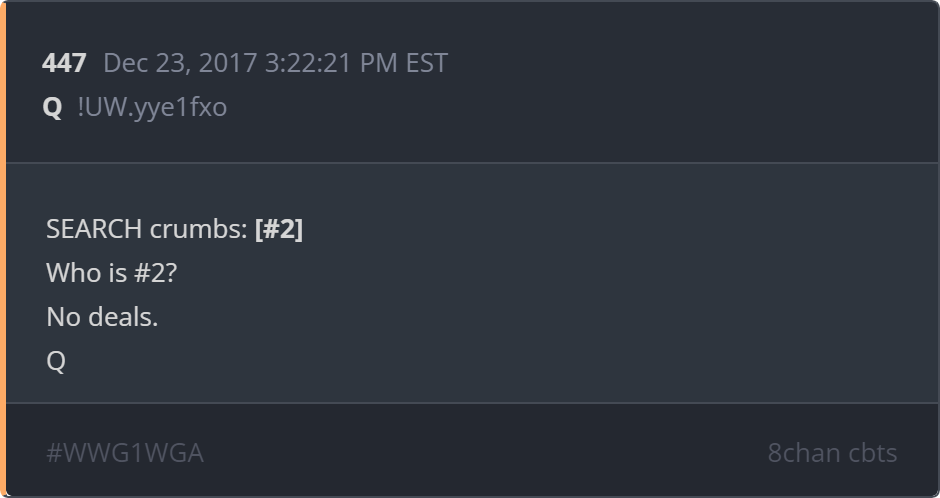 447 Dec 23, 2017 3:22:21 PM EST
Q !UW.yye1fxo
SEARCH crumbs: [#2]
Who is #2?
No deals.
Q
#WWG1WGA 8chan cbts